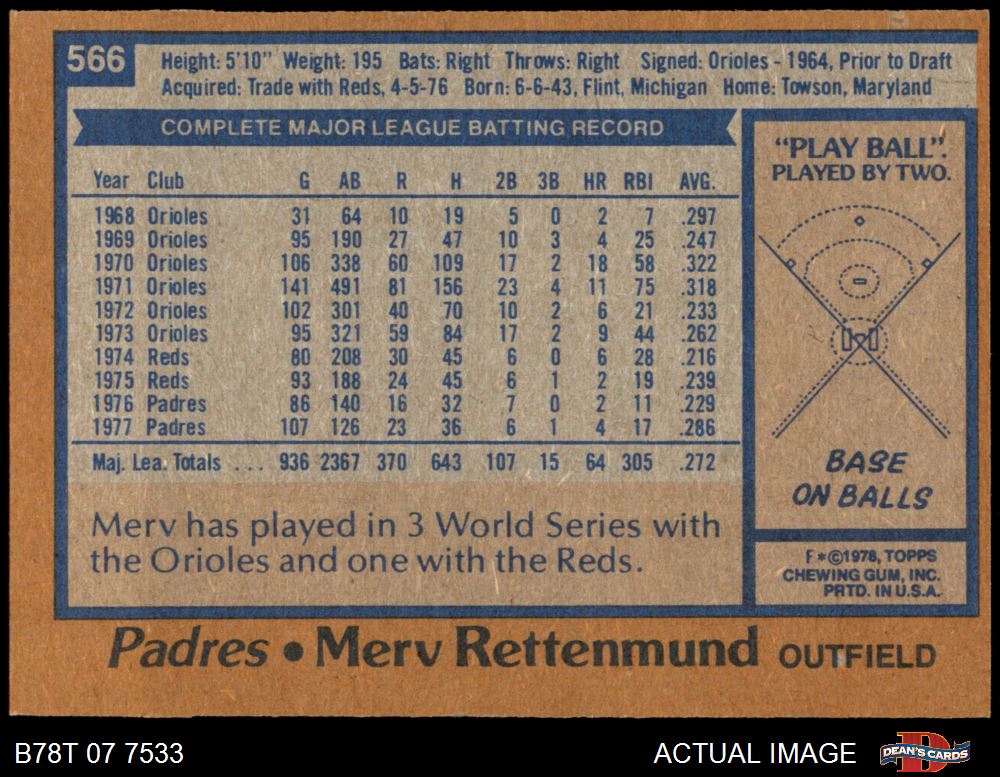 566
Height: 5'10" Weight: 195 Bats: Right Throws: Right Signed: Orioles - 1964, Prior to Draft
Acquired: Trade with Reds, 4-5-76 Born: 6-6-43, Flint, Michigan Home: Towson, Maryland
COMPLETE MAJOR LEAGUE BATTING RECORD
Year Club G AB R H 2B 3B HR RBI AVG.
1968 Orioles 31 64 10 19 5 0 2 7 .297
1969 Orioles 95 190 27 47 10 3 4 25 .247
1970 Orioles 106 338 60 109 17 2 18 58 .322
1971 Orioles 141 491 81 156 23 4 11 75 .318
1972 Orioles 102 301 40 70 10 2 6 21 .233
1973 Orioles 95 321 59 84 17 2 9 44 .262
1974 Reds 80 208 30 45 6 0 6 28 .216
1975 Reds 93 188 24 45 6 1 2 19 .239
1976 Padres 86 140 16 32 7 0 2 11 .229
1977 Padres 107 126 23 36 6 1 4 17 .286
Maj. Lea. Totals ... 936 2367 370 643 107 15 64 305 .272
Merv has played in 3 World Series with
the Orioles and one with the Reds.
"PLAY BALL".
PLAYED BY TWO.
BASE
ON BALLS
F*©1978, TOPPS
CHEWING GUM, INC.
PRTD. IN U.S.A.
Padres • Merv Rettenmund OUTFIELD
B78T 07 7533
ACTUAL IMAGE
DEAN'S CARDS